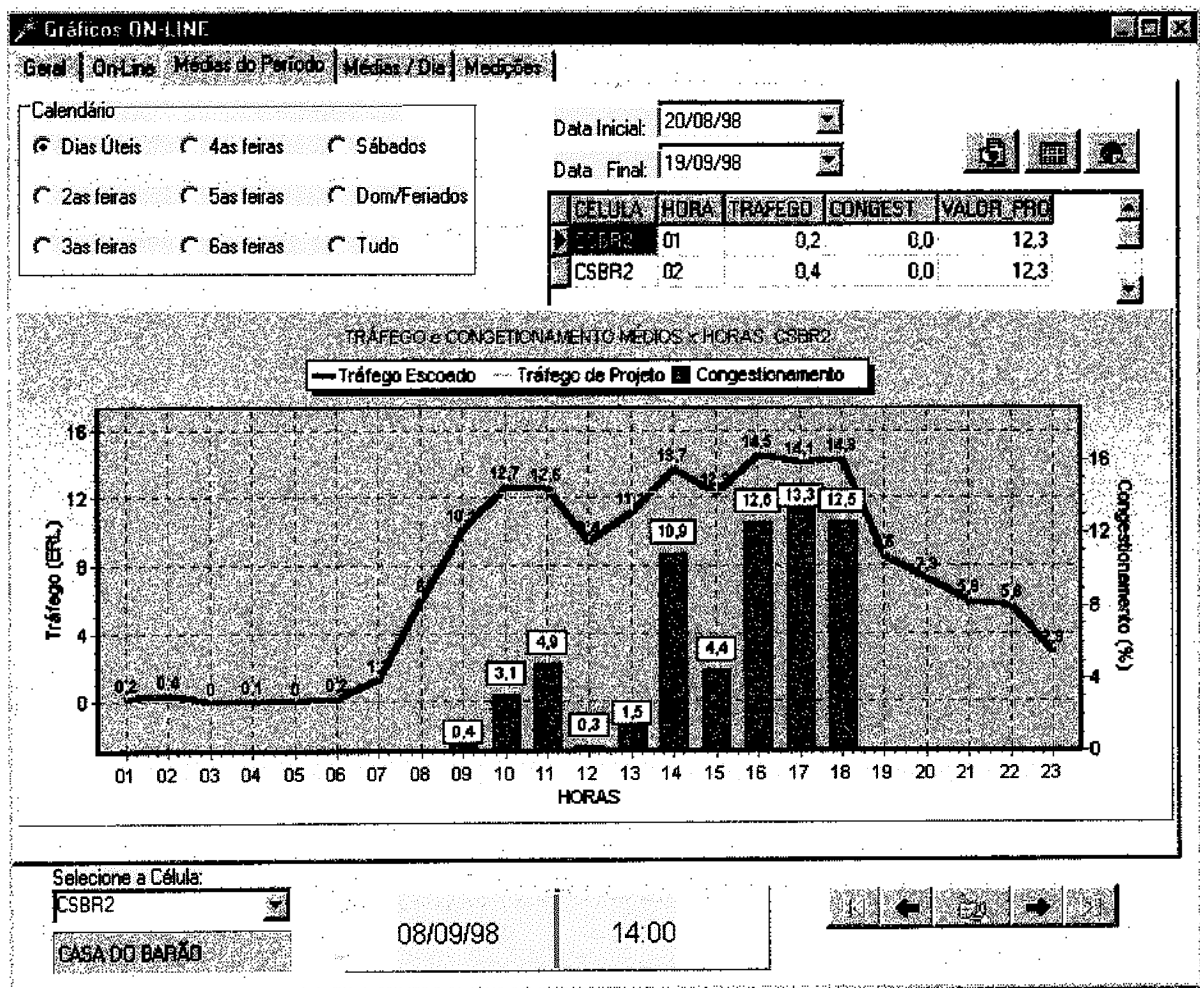 Gráficos ON-LINE
Geral On-Line Médias do Período Médias / Dia Medições
Calendário
Dias Úteis 4as feiras Sábados
2as feiras 5as feiras Dom/Feriados
3as feiras 6as feiras Tudo
Data Inicial: 20/08/98
Data Final: 19/09/98
CELULA HORA TRAFEGO CONGEST VALOR_PRO
CSBR2 01 0,2 0,0 12,3
CSBR2 02 0,4 0,0 12,3
TRÁFEGO e CONGETIONAMENTO MÉDIOS x HORAS CSBR2
Tráfego Escoado Tráfego de Projeto Congestionamento
Tráfego (ERL)
16
12
8
4
0
0,2 0,4 0 0,1 0 0,2 12,7 12,6 13,7 14,5 14,1 14,3 5,9 5,8
0,4 3,1 4,9 0,3 1,5 10,9 4,4 12,6 13,3 12,5
Congestionamento (%)
16
12
8
4
0
01 02 03 04 05 06 07 08 09 10 11 12 13 14 15 16 17 18 19 20 21 22 23
HORAS
Selecione a Célula:
CSBR2
CASA DO BARÃO
08/09/98 14:00